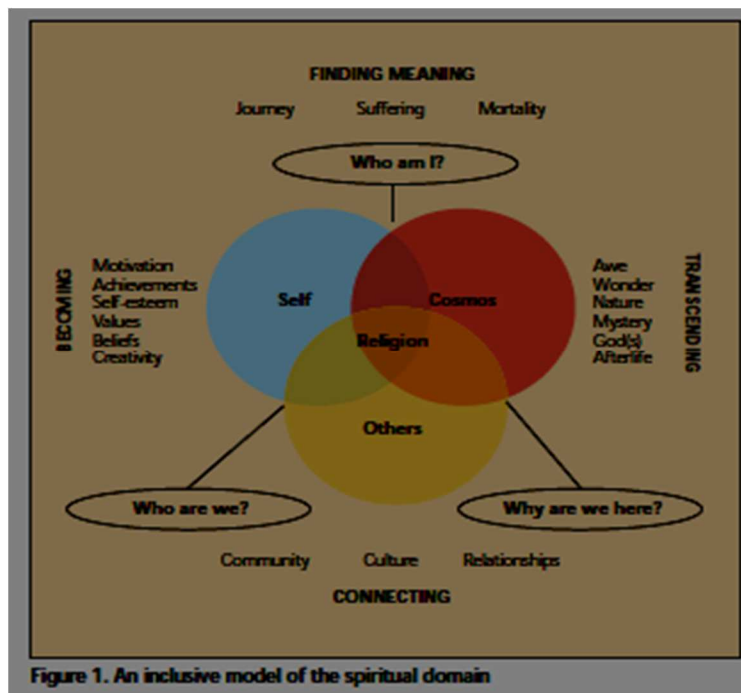 FINDING MEANING
Journey Suffering Mortality
Who am I?
BECOMING
Motivation
Achievements
Self-esteem
Values
Beliefs
Creativity
Self
Cosmos
Religion
Others
Awe
Wonder
Nature
Mystery
God(s)
Afterlife
TRANSCENDING
Who are we?
Why are we here?
Community Culture Relationships
CONNECTING
Figure 1. An inclusive model of the spiritual domain